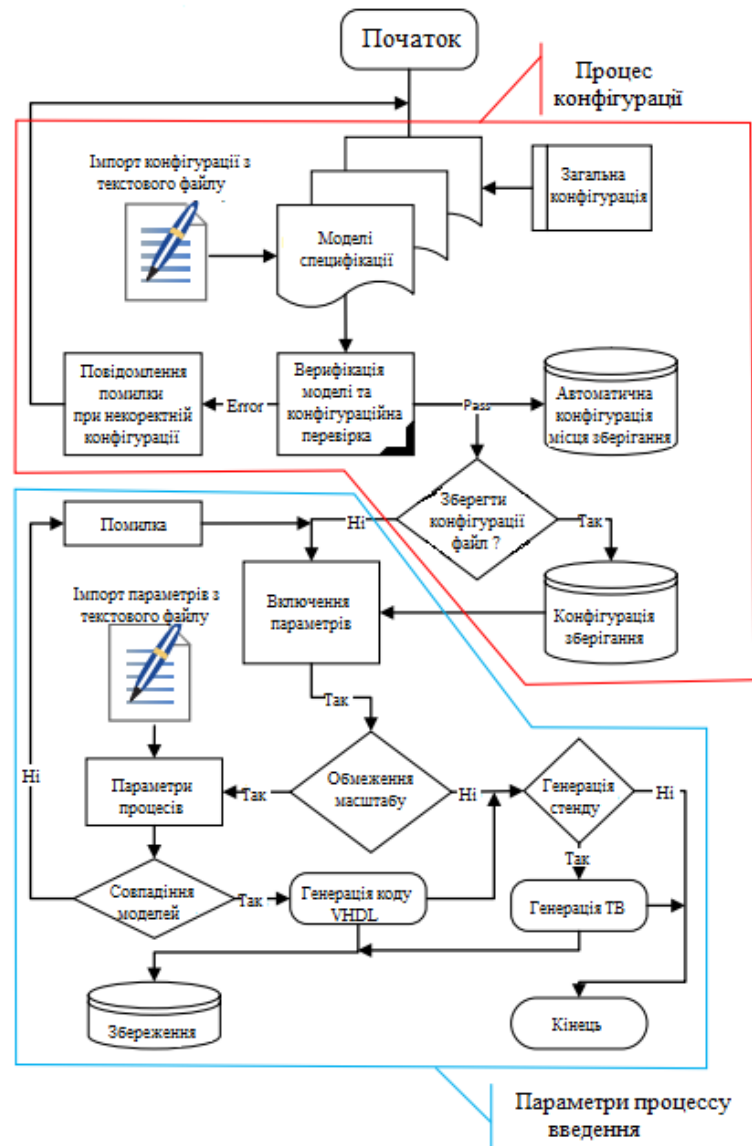 Початок
Процес
конфігурації
Імпорт конфігурації з
текстового файлу
Загальна
конфігурація
Моделі
специфікації
Повідомлення
помилки
при некоректній
конфігурації
Error
Верифікація
моделі та
конфігураційна
перевірка
Pass
Автоматична
конфігурація
місця зберігання
Зберегти
конфігурації
файл ?
Ні
Так
Помилка
Імпорт параметрів з
текстового файлу
Включення
параметрів
Конфігурація
зберігання
Так
Ні
Параметри
процесів
Так
Обмеження
масштабу
Ні
Генерація
стенду
Ні
Так
Совпадіння
моделей
Так
Генерація коду
VHDL
Генерація ТВ
Збереження
Кінець
Параметри процессу
введення